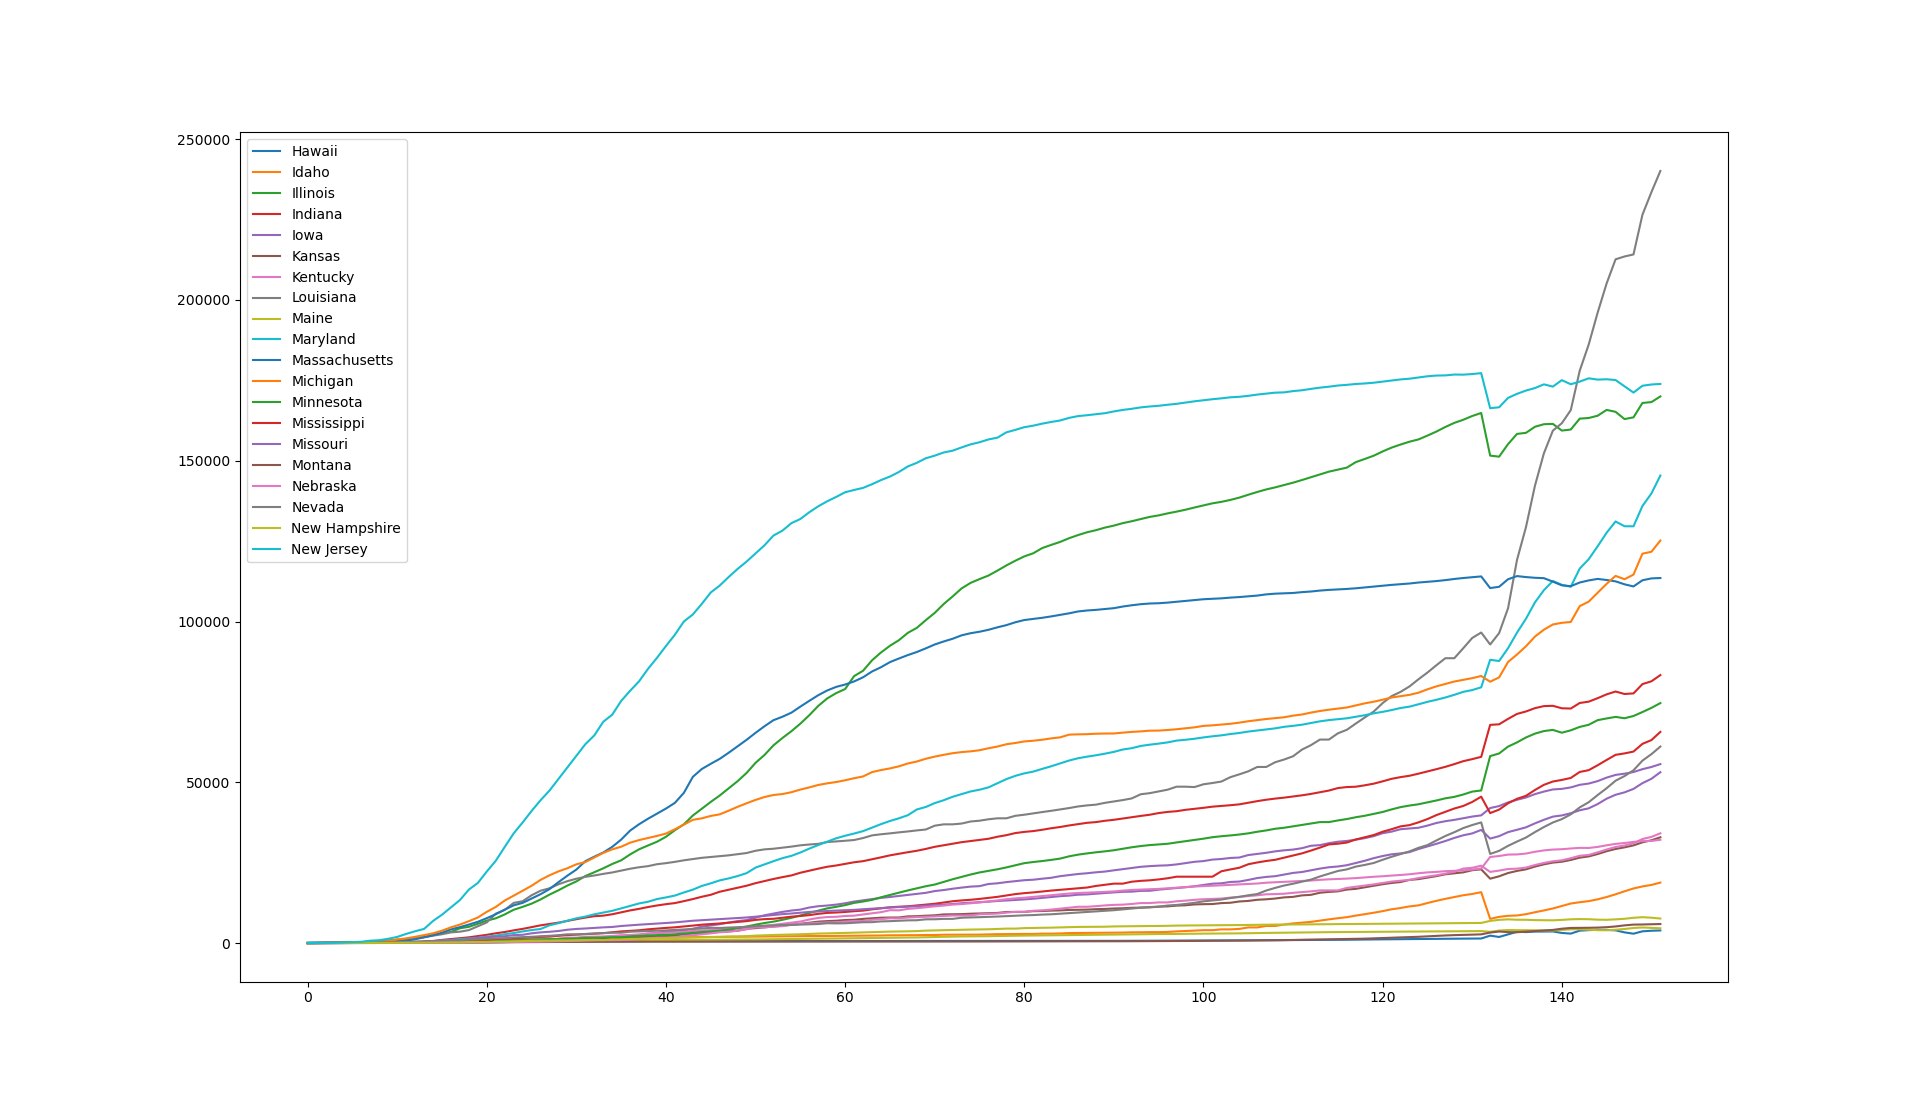 250000
200000
150000
100000
50000
0
Hawaii
Idaho
Illinois
Indiana
Iowa
Kansas
Kentucky
Louisiana
Maine
Maryland
Massachusetts
Michigan
Minnesota
Mississippi
Missouri
Montana
Nebraska
Nevada
New Hampshire
New Jersey
0 20 40 60 80 100 120 140